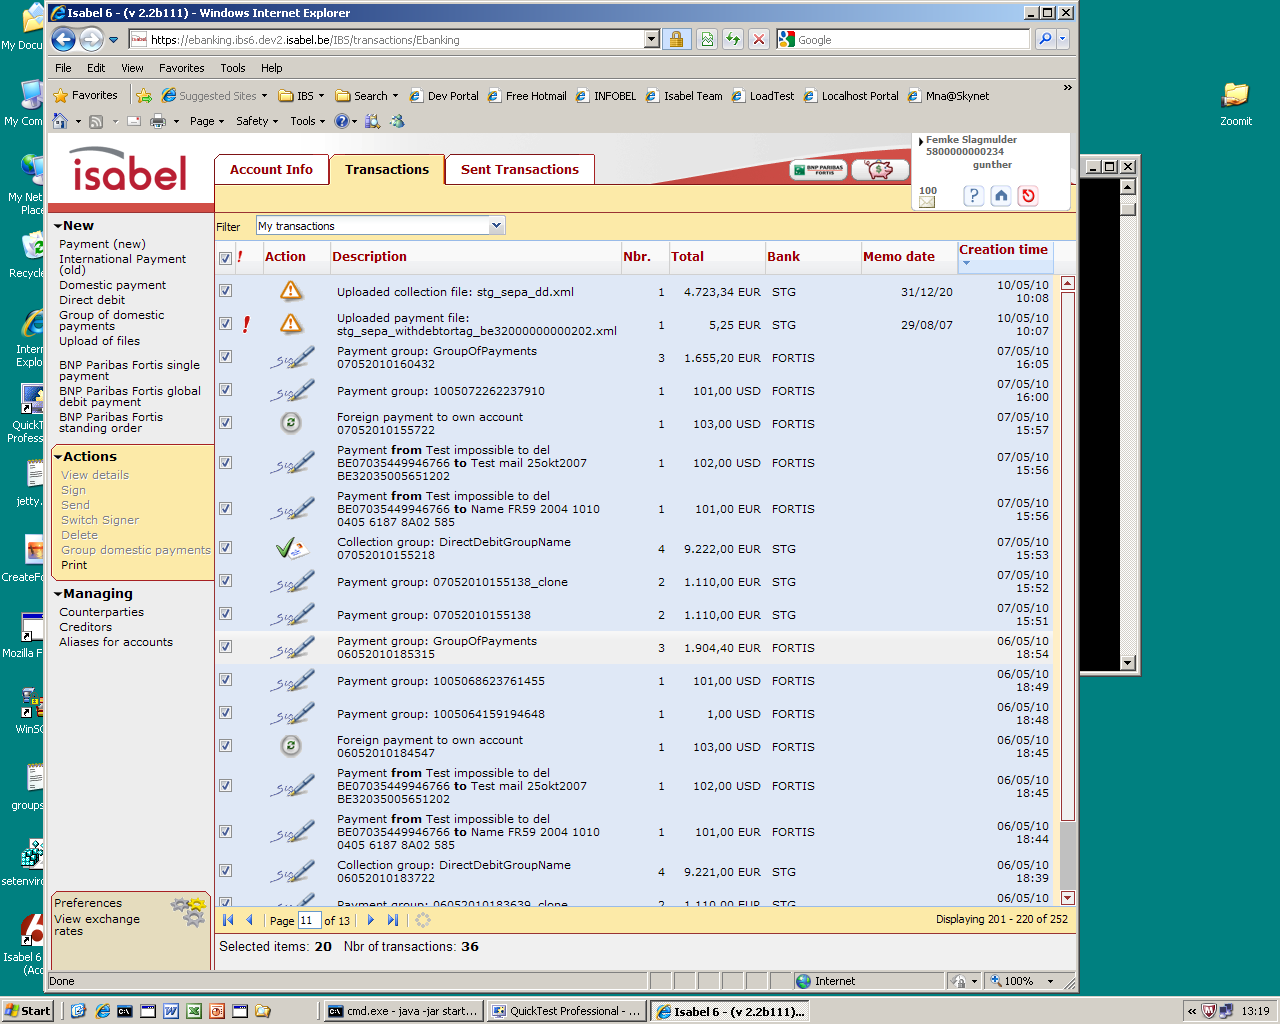 Isabel 6 - (v 2.2b111) - Windows Internet Explorer
https://ebanking.ibs6.dev2.isabel.be/IBS/transactions/Ebanking
Google
File Edit View Favorites Tools Help
Favorites Suggested Sites IBS Search Dev Portal Free Hotmail INFOBEL Isabel Team LoadTest Localhost Portal Mna@Skynet »
Page Safety Tools
isabel
Account Info Transactions Sent Transactions
BNP PARIBAS FORTIS
Femke Slagmulder
5800000000234
gunther
100
New
Payment (new)
International Payment
(old)
Domestic payment
Direct debit
Group of domestic
payments
Upload of files
BNP Paribas Fortis single
payment
BNP Paribas Fortis global
debit payment
BNP Paribas Fortis
standing order
Actions
View details
Sign
Send
Switch Signer
Delete
Group domestic payments
Print
Managing
Counterparties
Creditors
Aliases for accounts
Preferences
View exchange
rates
Filter My transactions
! Action Description Nbr. Total Bank Memo date Creation time
Uploaded collection file: stg_sepa_dd.xml 1 4.723,34 EUR STG 31/12/20 10/05/10
10:08
Uploaded payment file:
stg_sepa_withdebtortag_be32000000000202.xml 1 5,25 EUR STG 29/08/07 10/05/10
10:07
Payment group: GroupOfPayments
07052010160432 3 1.655,20 EUR FORTIS 07/05/10
16:05
Payment group: 1005072262237910 1 101,00 USD FORTIS 07/05/10
16:00
Foreign payment to own account
07052010155722 1 103,00 USD FORTIS 07/05/10
15:57
Payment from Test impossible to del
BE07035449946766 to Test mail 25okt2007
BE32035005651202 1 102,00 USD FORTIS 07/05/10
15:56
Payment from Test impossible to del
BE07035449946766 to Name FR59 2004 1010
0405 6187 8A02 585 1 101,00 EUR FORTIS 07/05/10
15:56
Collection group: DirectDebitGroupName
07052010155218 4 9.222,00 EUR STG 07/05/10
15:53
Payment group: 07052010155138_clone 2 1.110,00 EUR STG 07/05/10
15:52
Payment group: 07052010155138 2 1.110,00 EUR STG 07/05/10
15:51
Payment group: GroupOfPayments
06052010185315 3 1.904,40 EUR FORTIS 06/05/10
18:54
Payment group: 1005068623761455 1 101,00 USD FORTIS 06/05/10
18:49
Payment group: 1005064159194648 1 1,00 USD FORTIS 06/05/10
18:48
Foreign payment to own account
06052010184547 1 103,00 USD FORTIS 06/05/10
18:45
Payment from Test impossible to del
BE07035449946766 to Test mail 25okt2007
BE32035005651202 1 102,00 USD FORTIS 06/05/10
18:45
Payment from Test impossible to del
BE07035449946766 to Name FR59 2004 1010
0405 6187 8A02 585 1 101,00 EUR FORTIS 06/05/10
18:44
Collection group: DirectDebitGroupName
06052010183722 4 9.221,00 EUR STG 06/05/10
18:39
Payment group: 06052010183639_clone 2 1.110,00 EUR STG 06/05/10
Page 11 of 13 Displaying 201 - 220 of 252
Selected items: 20 Nbr of transactions: 36
Done Internet 100%
My Docu
My Com
My Net
Place
Recycle
Inter
Explo
QuickT
Profess
jetty.
CreateFo
Mozilla F
WinSC
groups
setenvir
Isabel 6
(Ac
Zoomit
Start cmd.exe - java -jar start... QuickTest Professional - ... Isabel 6 - (v 2.2b111)... « 13:19